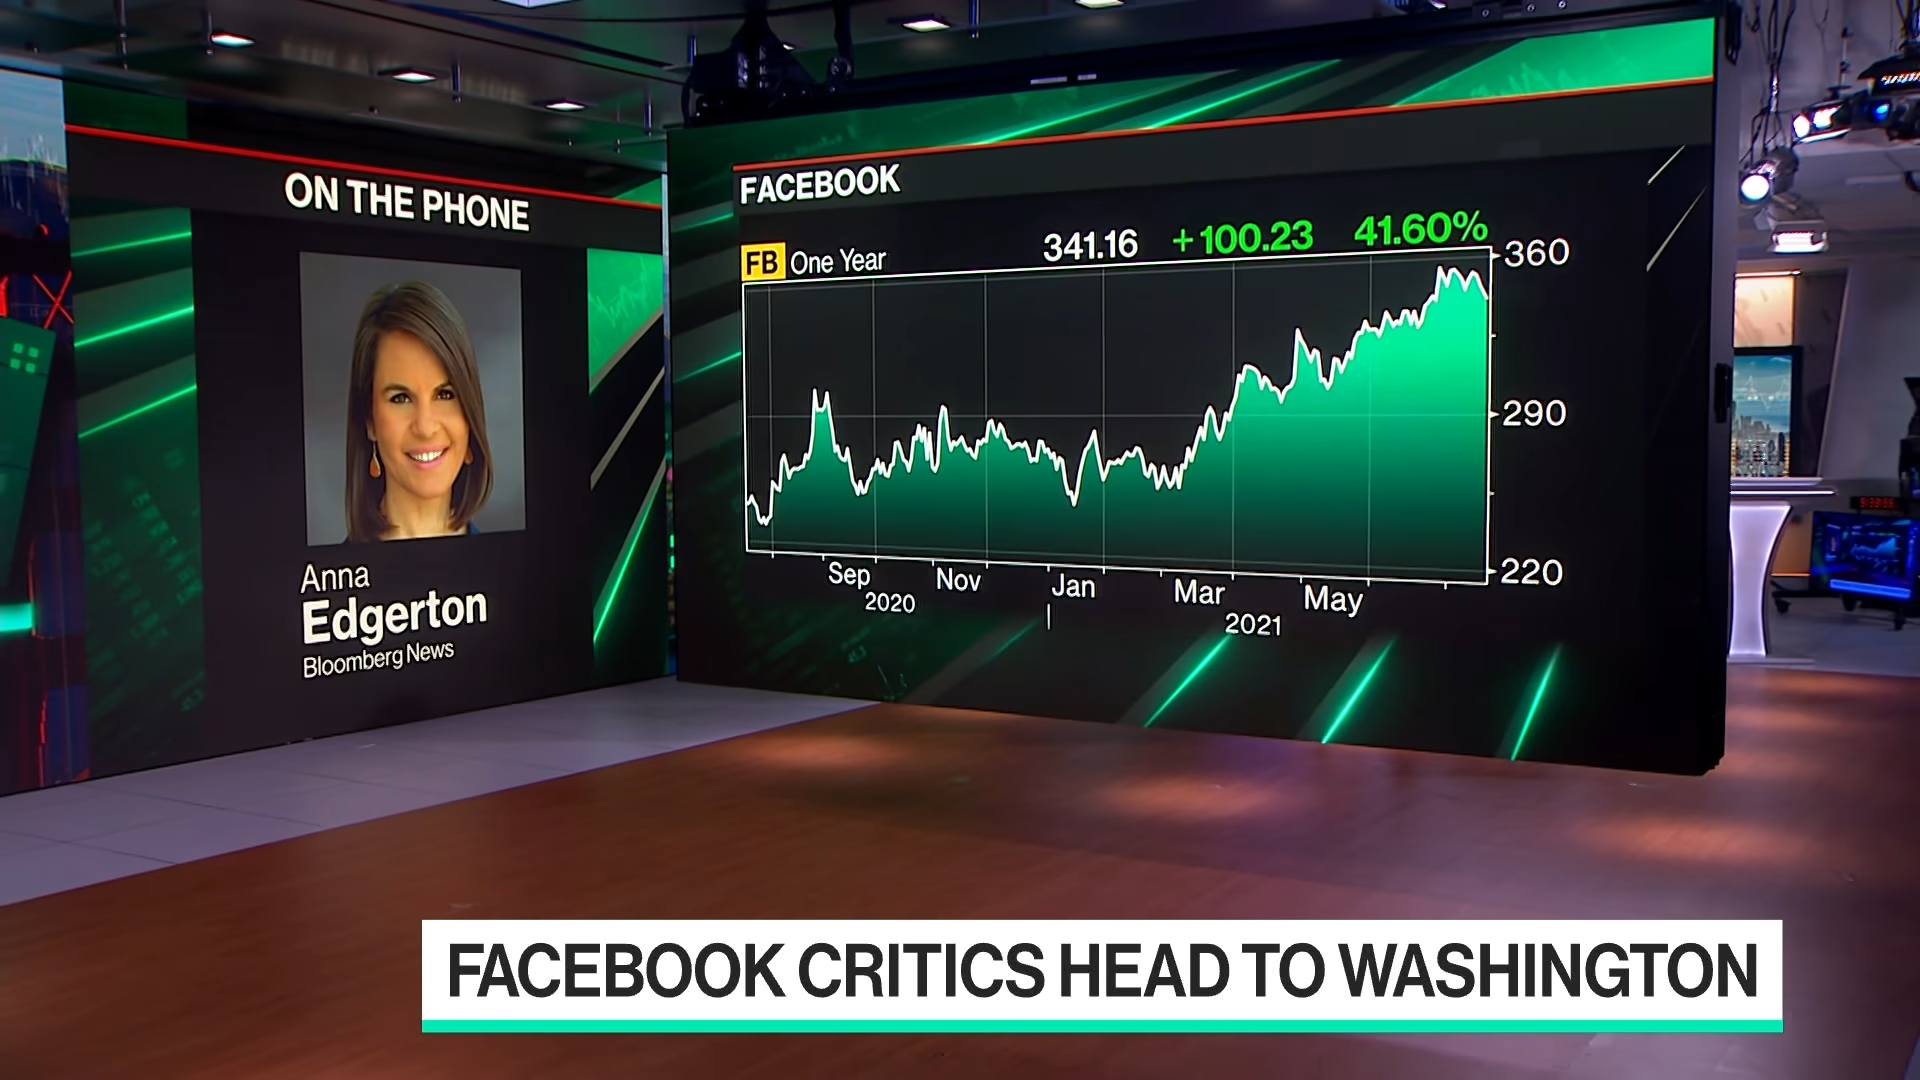 ON THE PHONE
Anna
Edgerton
Bloomberg News
FACEBOOK
FB One Year 341.16 +100.23 41.60%
360
290
220
Sep Nov Jan Mar May
2020 2021
FACEBOOK CRITICS HEAD TO WASHINGTON